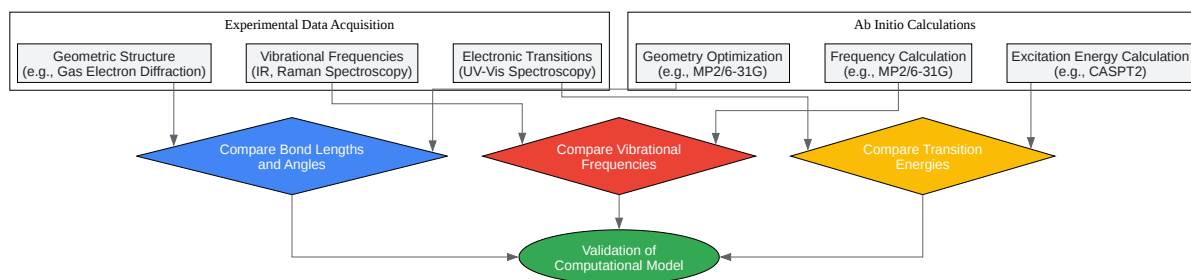 Experimental Data Acquisition
Ab Initio Calculations
Geometric Structure
(e.g., Gas Electron Diffraction)
Vibrational Frequencies
(IR, Raman Spectroscopy)
Electronic Transitions
(UV-Vis Spectroscopy)
Geometry Optimization
(e.g., MP2/6-31G)
Frequency Calculation
(e.g., MP2/6-31G)
Excitation Energy Calculation
(e.g., CASPT2)
Compare Bond Lengths
and Angles
Compare Vibrational
Frequencies
Compare Transition
Energies
Validation of
Computational Model